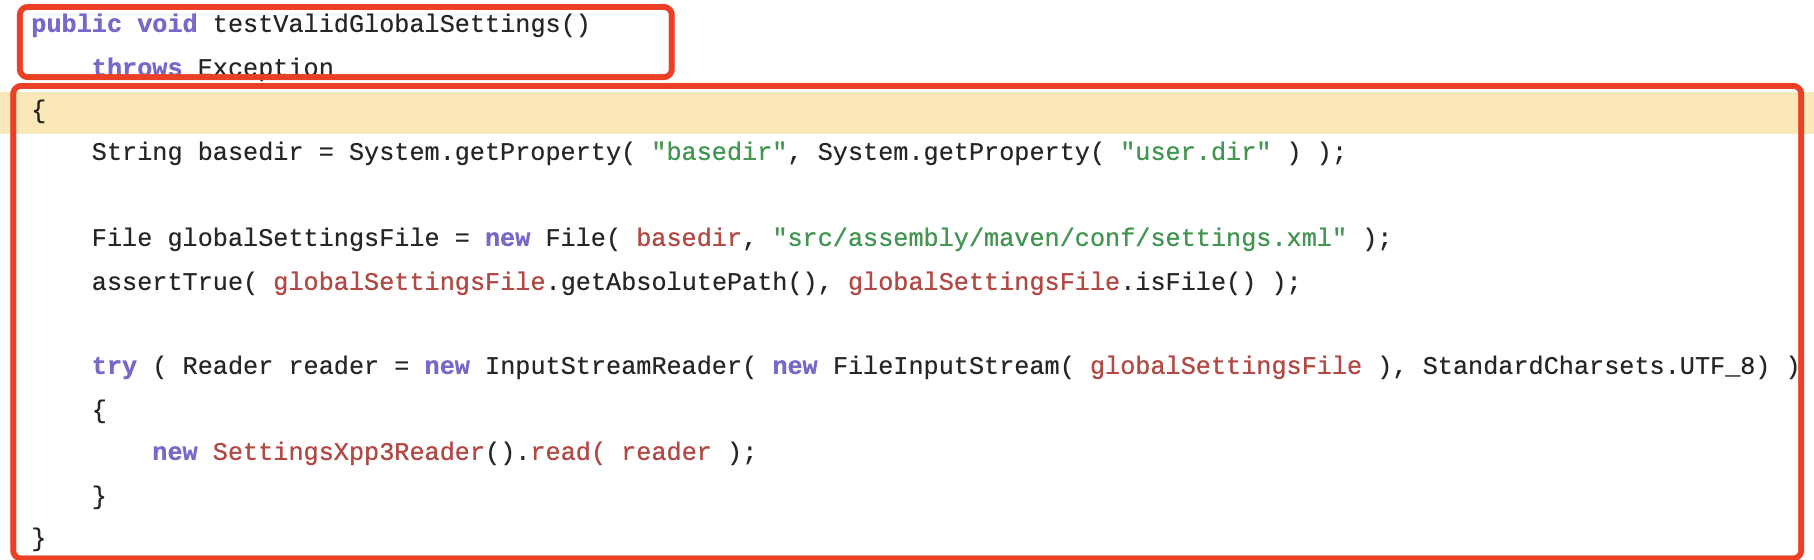 public void testValidGlobalSettings()
throws Exception
{
String basedir = System.getProperty( "basedir", System.getProperty( "user.dir" ) );
File globalSettingsFile = new File( basedir, "src/assembly/maven/conf/settings.xml" );
assertTrue( globalSettingsFile.getAbsolutePath(), globalSettingsFile.isFile() );
try ( Reader reader = new InputStreamReader( new FileInputStream( globalSettingsFile ), StandardCharsets.UTF_8) )
{
new SettingsXpp3Reader().read( reader );
}
}